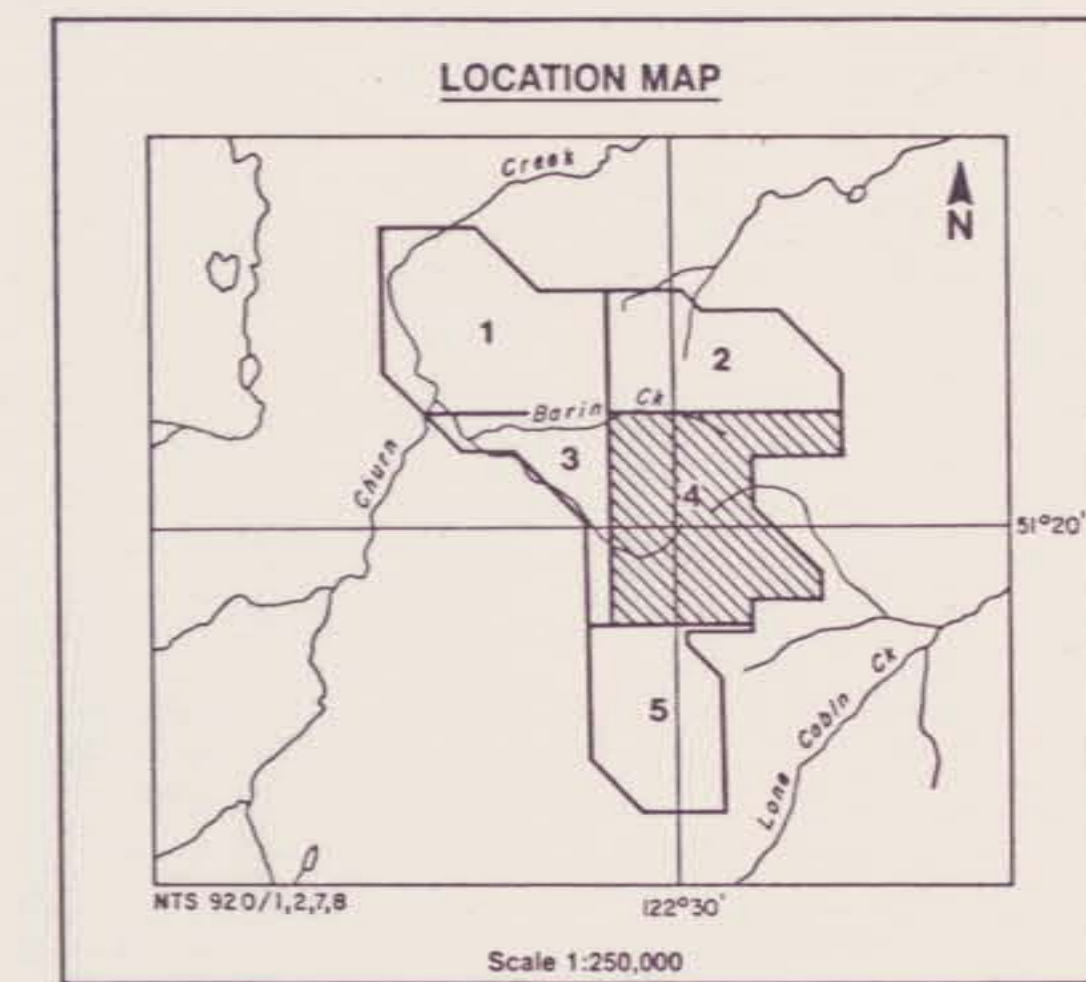 LOCATION MAP
Creek
N
1
2
Barin Ck
3
Churn
4
51°20'
5
Lone Cabin Ck
NTS 920/1,2,7,8
122°30'
Scale 1:250,000